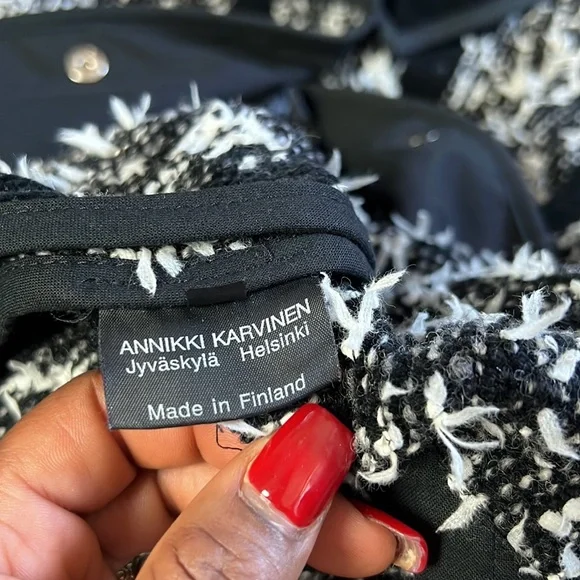 ANNIKKI KARVINEN
Jyväskylä Helsinki
Made in Finland